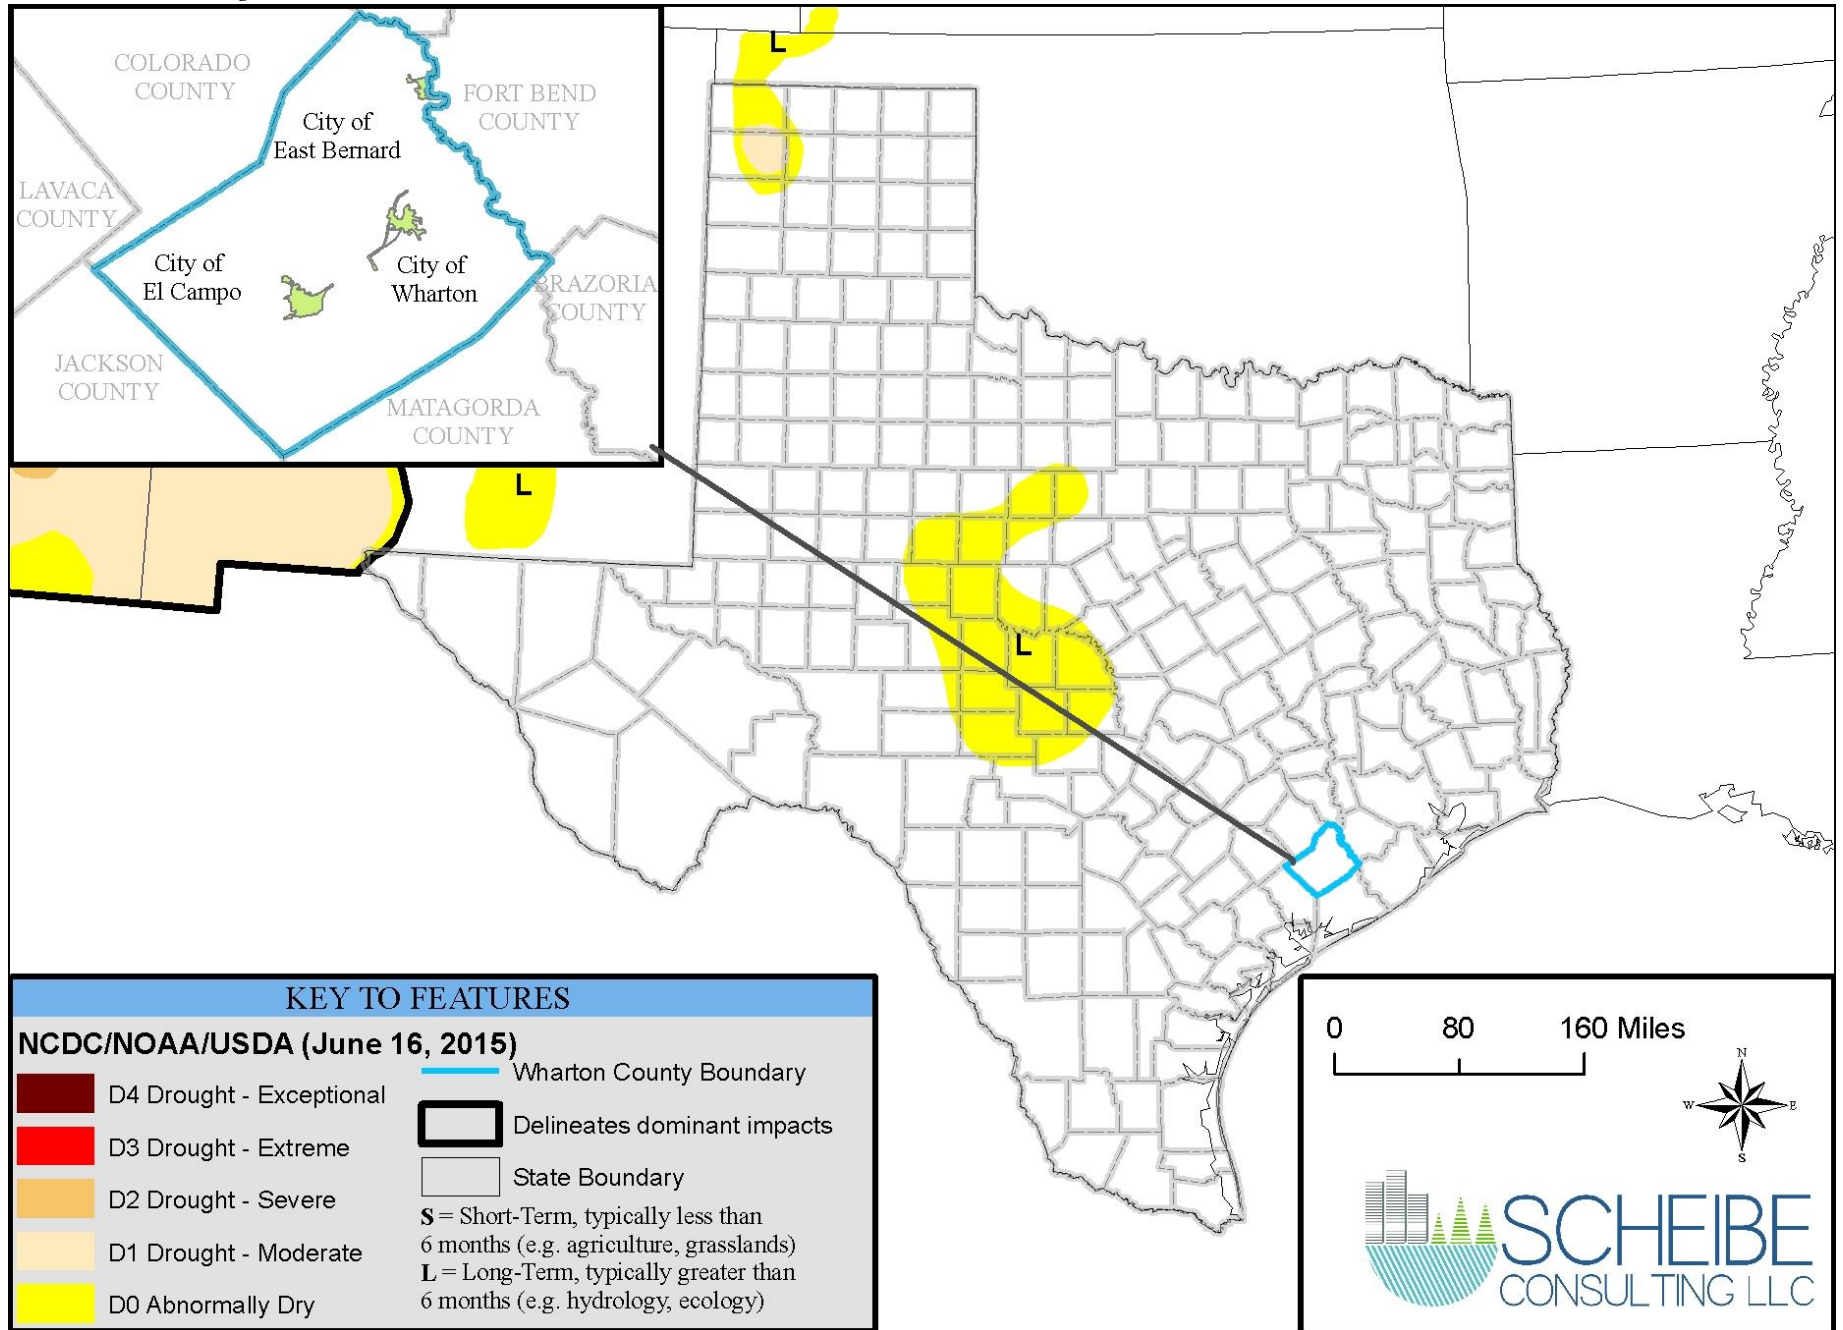 COLORADO
COUNTY
FORT BEND
COUNTY
City of
East Bernard
LAVACA
COUNTY
City of
El Campo
City of
Wharton
BRAZORIA
COUNTY
JACKSON
COUNTY
MATAGORDA
COUNTY
L
L
L
KEY TO FEATURES
NCDC/NOAA/USDA (June 16, 2015)
D4 Drought - Exceptional
D3 Drought - Extreme
D2 Drought - Severe
D1 Drought - Moderate
D0 Abnormally Dry
Wharton County Boundary
Delineates dominant impacts
State Boundary
S = Short-Term, typically less than
6 months (e.g. agriculture, grasslands)
L = Long-Term, typically greater than
6 months (e.g. hydrology, ecology)
0 80 160 Miles
N
W E
S
SCHEIBE
CONSULTING LLC